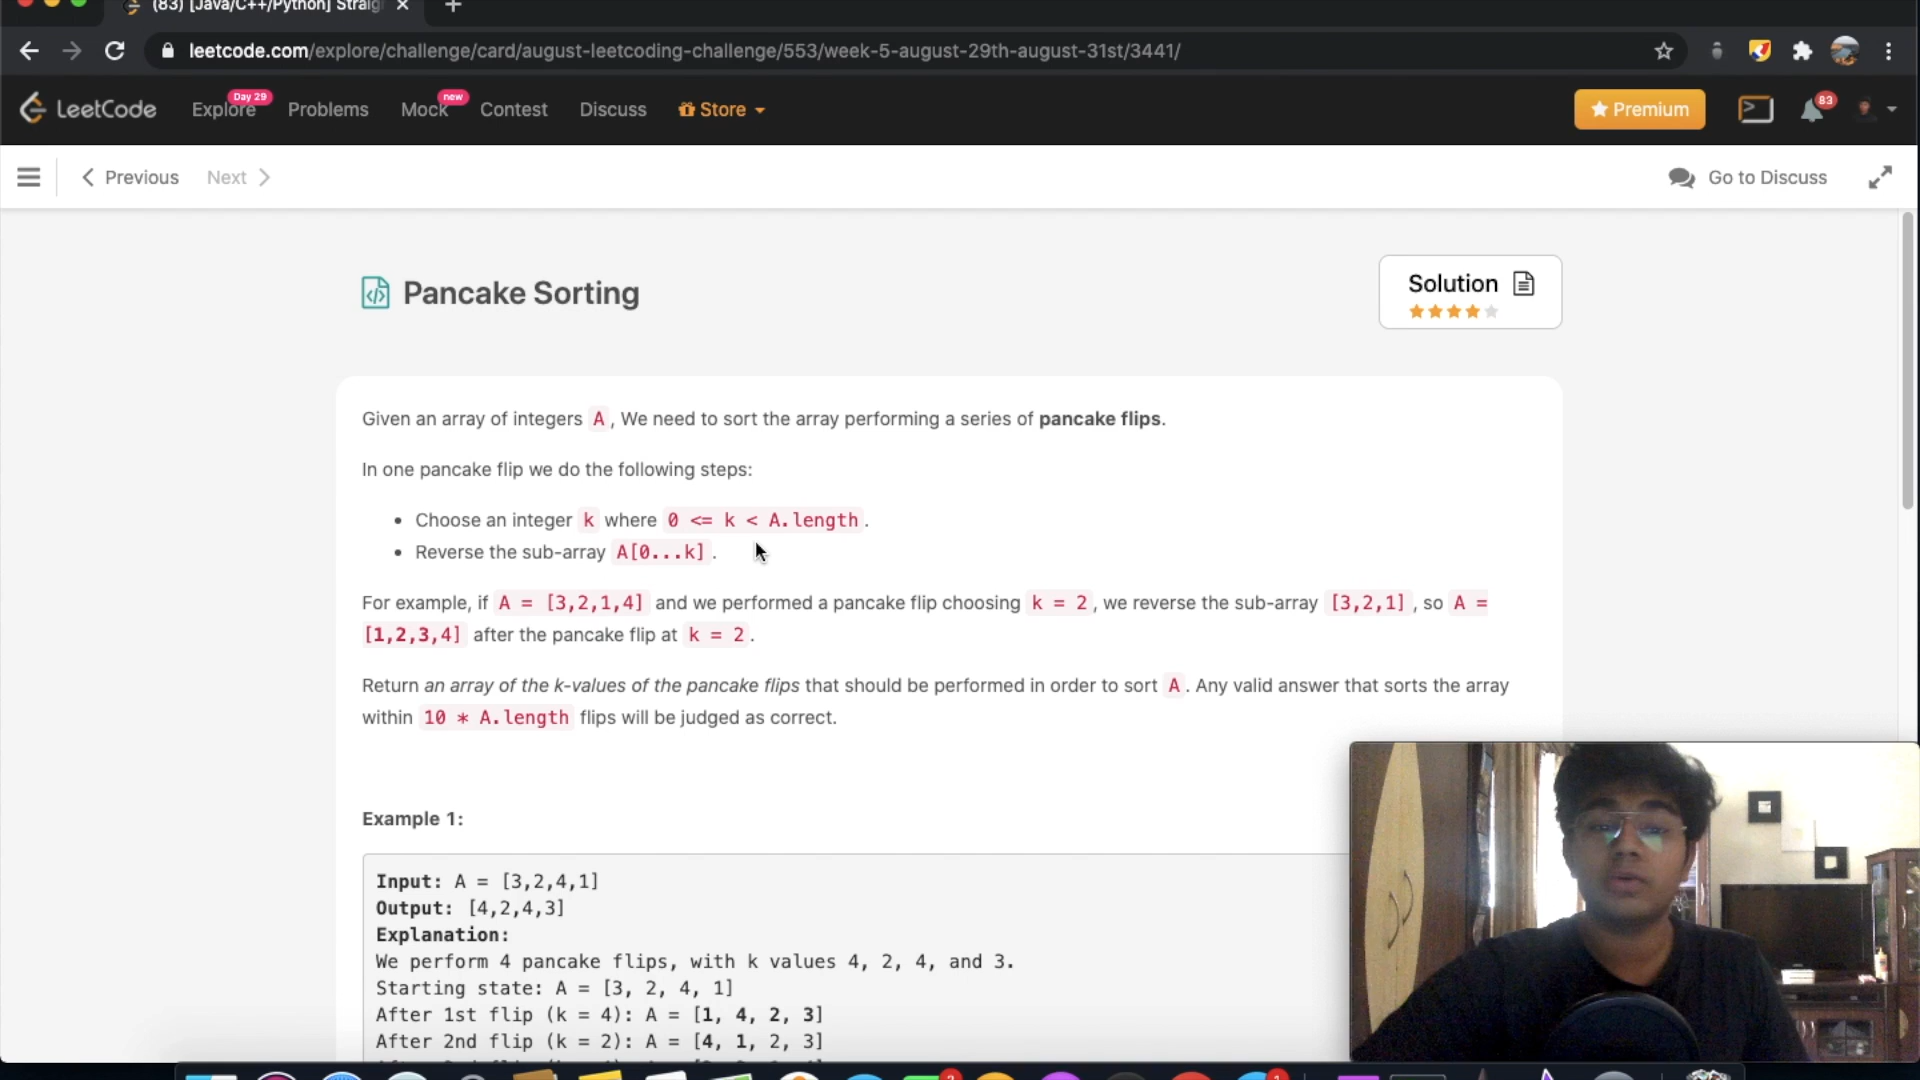 (83) [Java/C++/Python] Straig
leetcode.com/explore/challenge/card/august-leetcoding-challenge/553/week-5-august-29th-august-31st/3441/
LeetCode Explore Day 29 Problems Mock new Contest Discuss Store Premium 83
Previous Next Go to Discuss
Pancake Sorting
Solution
Given an array of integers A, We need to sort the array performing a series of pancake flips.
In one pancake flip we do the following steps:
• Choose an integer k where 0 <= k < A.length.
• Reverse the sub-array A[0...k].
For example, if A = [3,2,1,4] and we performed a pancake flip choosing k = 2, we reverse the sub-array [3,2,1], so A =
[1,2,3,4] after the pancake flip at k = 2.
Return an array of the k-values of the pancake flips that should be performed in order to sort A. Any valid answer that sorts the array
within 10 * A.length flips will be judged as correct.
Example 1:
Input: A = [3,2,4,1]
Output: [4,2,4,3]
Explanation:
We perform 4 pancake flips, with k values 4, 2, 4, and 3.
Starting state: A = [3, 2, 4, 1]
After 1st flip (k = 4): A = [1, 4, 2, 3]
After 2nd flip (k = 2): A = [4, 1, 2, 3]